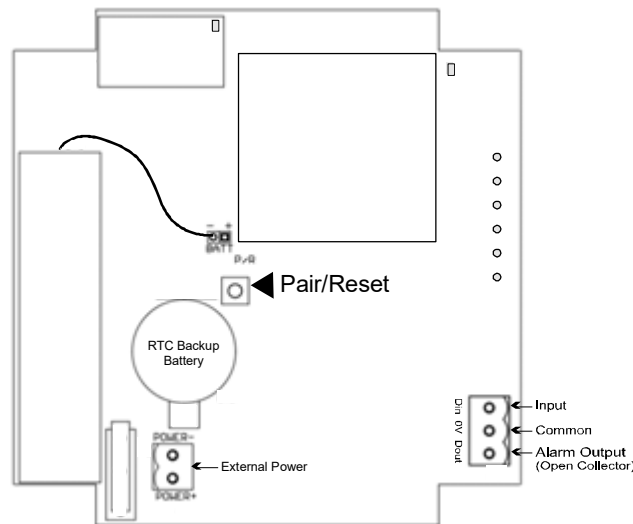 - +
BATT
P/R
Pair/Reset
RTC Backup
Battery
POWER-
External Power
POWER+
Din 0V Dout
Input
Common
Alarm Output
(Open Collector)